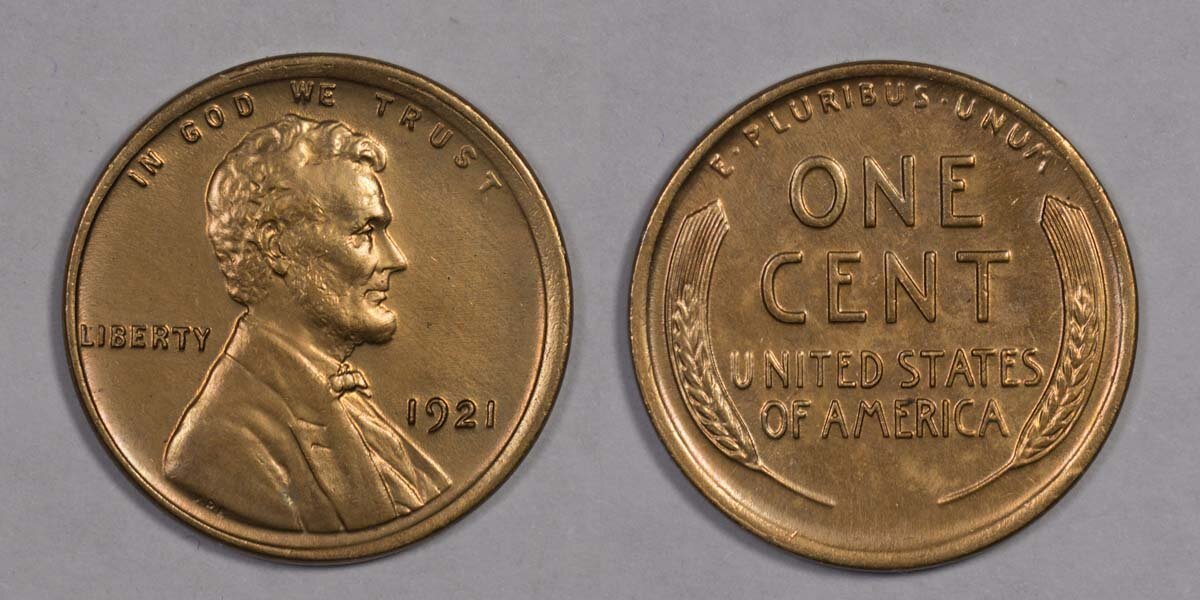 IN GOD WE TRUST
LIBERTY
1921
E·PLURIBUS·UNUM
ONE
CENT
UNITED STATES
OF AMERICA